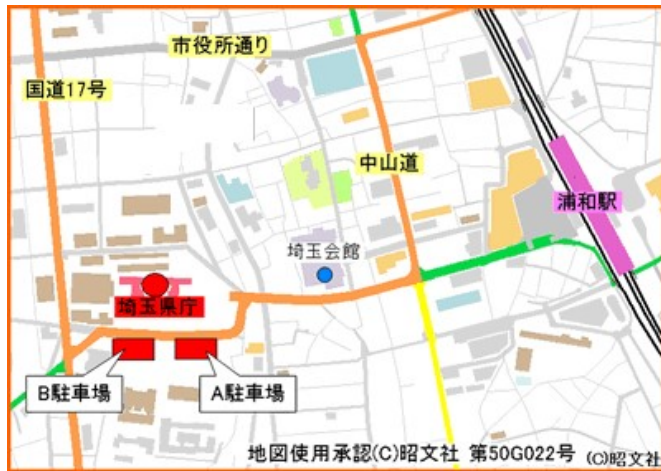 市役所通り
国道17号
中山道
浦和駅
埼玉会館
埼玉県庁
B駐車場
A駐車場
地図使用承認(C)昭文社 第50G022号 (C)昭文社